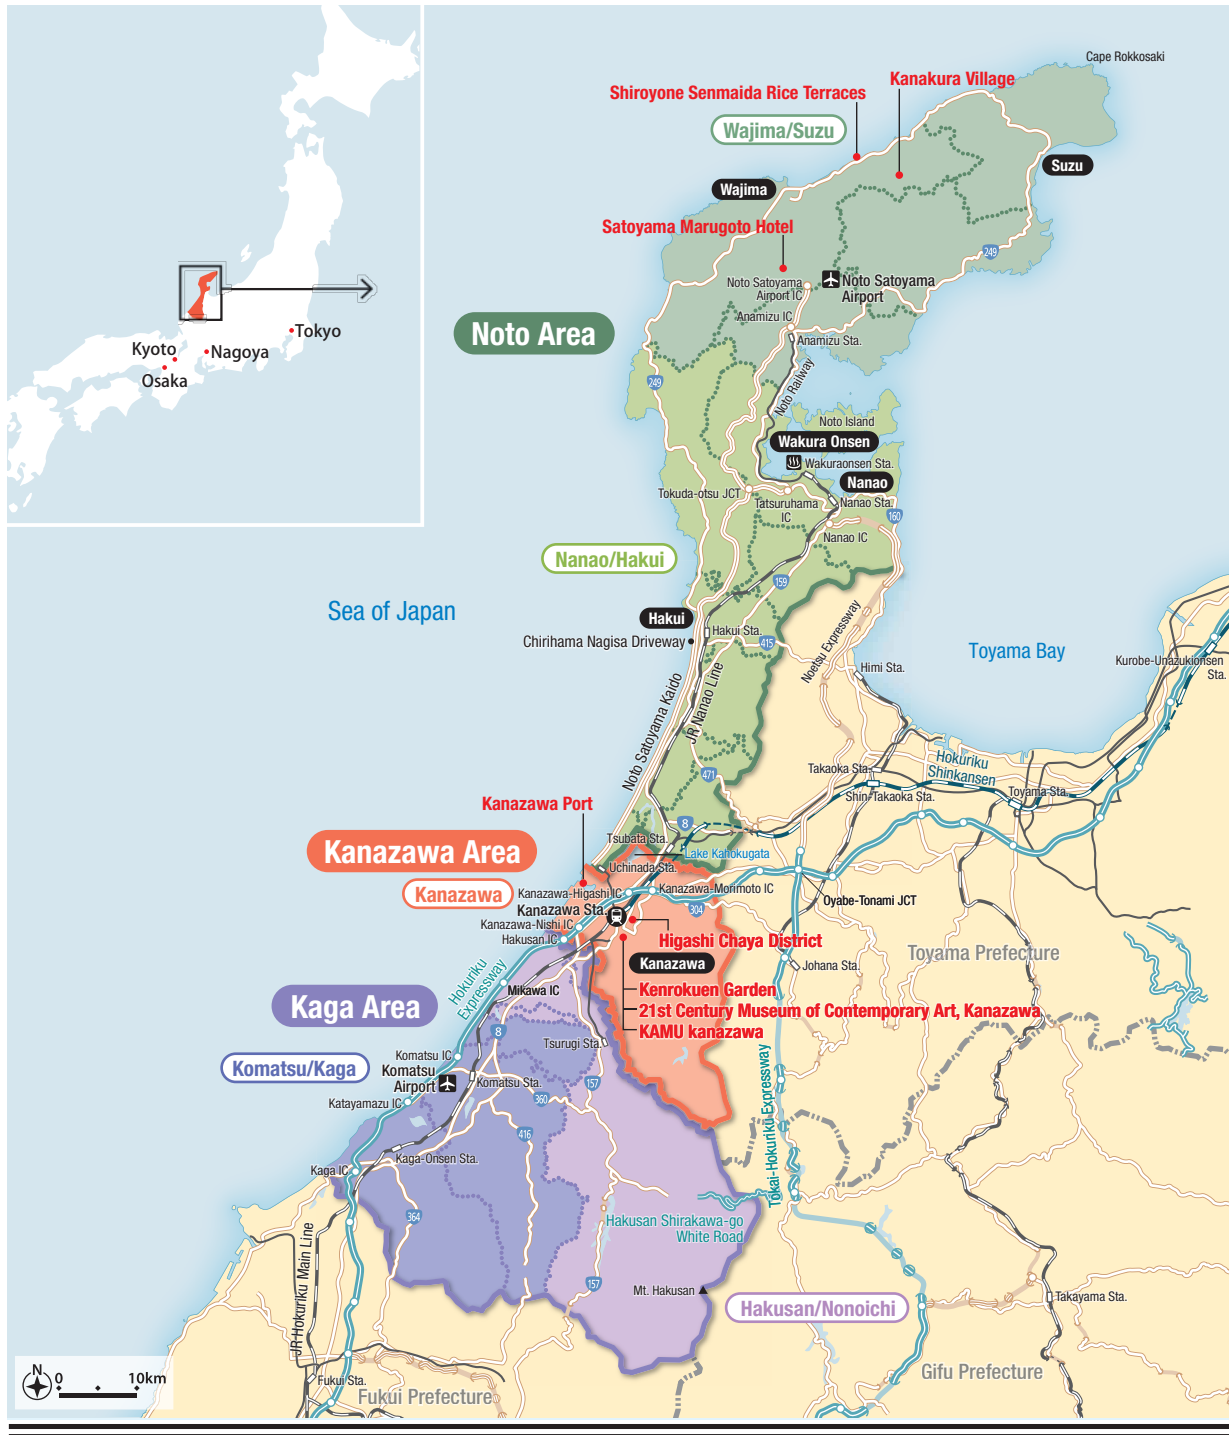 Tokyo
Kyoto
Nagoya
Osaka
Cape Rokkosaki
Kanakura Village
Shiroyone Senmaida Rice Terraces
Wajima/Suzu
Suzu
Wajima
Satoyama Marugoto Hotel
249
Noto Satoyama
Airport IC
Noto Satoyama
Airport
Anamizu IC
Noto Area
Anamizu Sta.
249
Noto Railway
Noto Island
Wakura Onsen
Wakuraonsen Sta.
Nanao
Tokuda-otsu JCT
Tatsuruhama
IC
Nanao Sta.
160
Nanao IC
Nanao/Hakui
159
Sea of Japan
Hakui
Hakui Sta.
Chirihama Nagisa Driveway
415
Noetsu Expressway
Himi Sta.
Toyama Bay
Kurobe-Unazukionsen
Sta.
Noto Satoyama Kaido
JR Nanao Line
471
Hokuriku
Shinkansen
Takaoka Sta.
Shin-Takaoka Sta.
Toyama Sta.
Kanazawa Port
8
Tsubata Sta.
Lake Kahokugata
Kanazawa Area
Uchinada Sta.
Kanazawa
Kanazawa-Higashi IC
Kanazawa-Morimoto IC
304
Oyabe-Tonami JCT
Kanazawa Sta.
Kanazawa-Nishi IC
Hakusan IC
Higashi Chaya District
Toyama Prefecture
Kanazawa
Johana Sta.
Hokuriku
Expressway
Kaga Area
Mikawa IC
Kenrokuen Garden
21st Century Museum of Contemporary Art, Kanazawa
KAMU kanazawa
8
Tsurugi Sta.
Komatsu IC
Komatsu/Kaga
Komatsu
Airport
Komatsu Sta.
157
360
Katayamazu IC
Tokai-Hokuriku Expressway
416
Kaga-Onsen Sta.
Kaga IC
364
Hakusan Shirakawa-go
White Road
JR Hokuriku Main Line
157
Mt. Hakusan
Hakusan/Nonoichi
Takayama Sta.
N
0
10km
Fukui Sta.
Fukui Prefecture
Gifu Prefecture